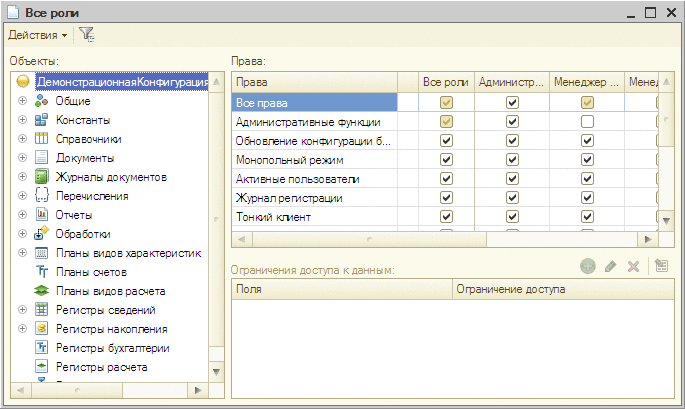 Все роли
Действия
Объекты:
ДемонстрационнаяКонфигурация
Общие
Константы
Справочники
Документы
Журналы документов
Перечисления
Отчеты
Обработки
Планы видов характеристик
Планы счетов
Планы видов расчета
Регистры сведений
Регистры накопления
Регистры бухгалтерии
Регистры расчета
Права:
Права Все роли Администр... Менеджер ... Менед
Все права
Административные функции
Обновление конфигурации б...
Монопольный режим
Активные пользователи
Журнал регистрации
Тонкий клиент
Ограничения доступа к данным:
Поля Ограничение доступа